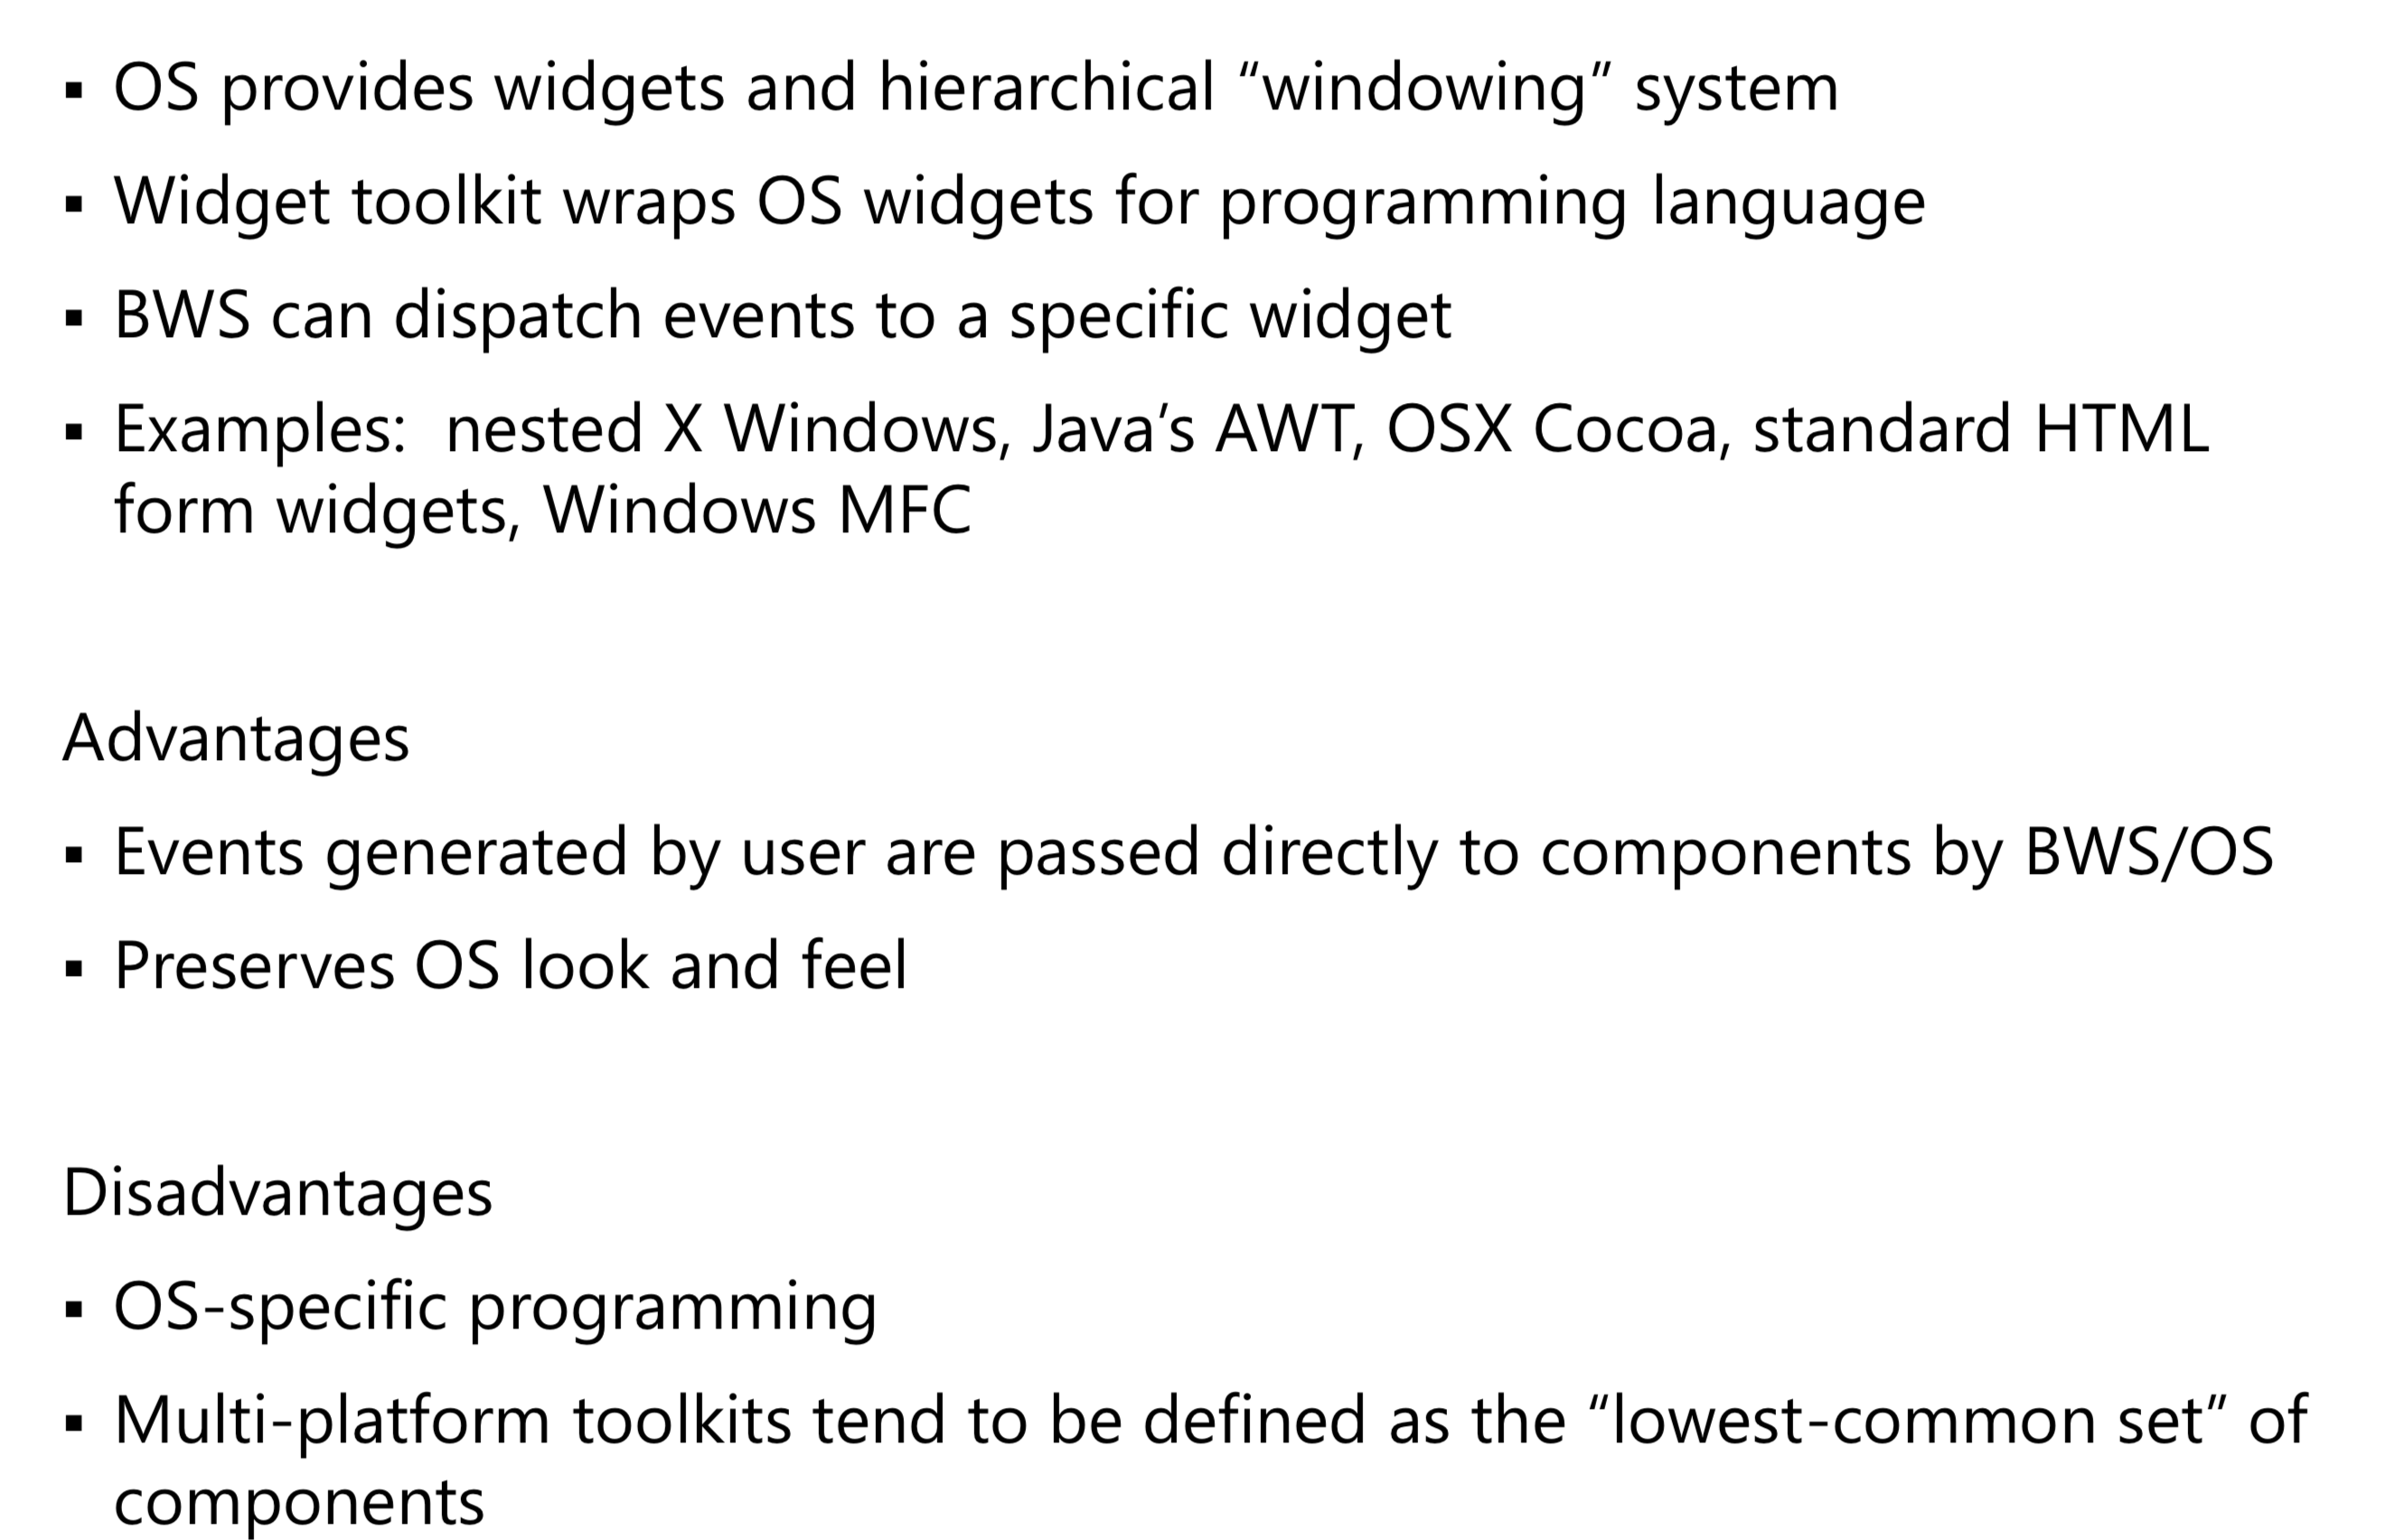 ▪ OS provides widgets and hierarchical “windowing” system
▪ Widget toolkit wraps OS widgets for programming language
▪ BWS can dispatch events to a specific widget
▪ Examples:  nested X Windows, Java’s AWT, OSX Cocoa, standard HTML
form widgets, Windows MFC
Advantages
▪ Events generated by user are passed directly to components by BWS/OS
▪ Preserves OS look and feel
Disadvantages
▪ OS-specific programming
▪ Multi-platform toolkits tend to be defined as the “lowest-common set” of
components